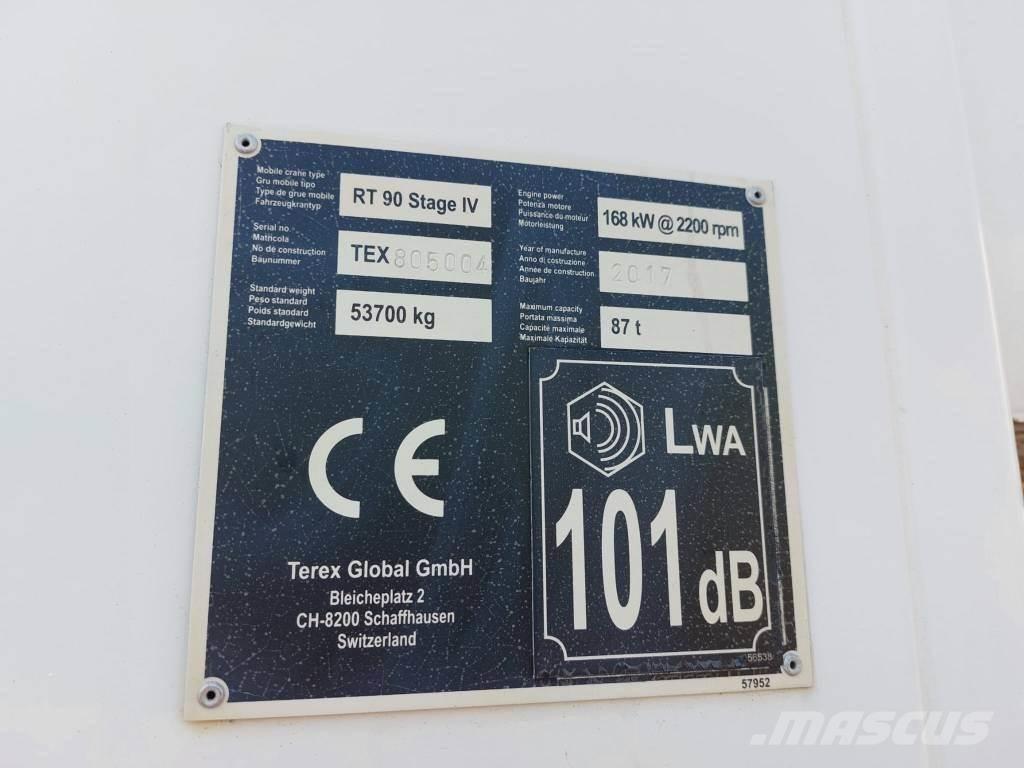 Mobile crane type
Gru mobile tipo
Type de grue mobile
Fahrzeugkrantyp
RT 90 Stage IV
Serial no
Matricola
No de construction
Baunummer
TEX 805004
Standard weight
Peso standard
Poids standard
Standardgewicht
53700 kg
Engine power
Potenza motore
Puissance du moteur
Motorleistung
168 kW @ 2200 rpm
Year of manufacture
Anno di costruzione
Année de construction
Baujahr
2017
Maximum capacity
Portata massima
Capacité maximale
Maximale Kapazität
87 t
CE
Terex Global GmbH
Bleicheplatz 2
CH-8200 Schaffhausen
Switzerland
LWA
101 dB
56538
57952
MASCUS